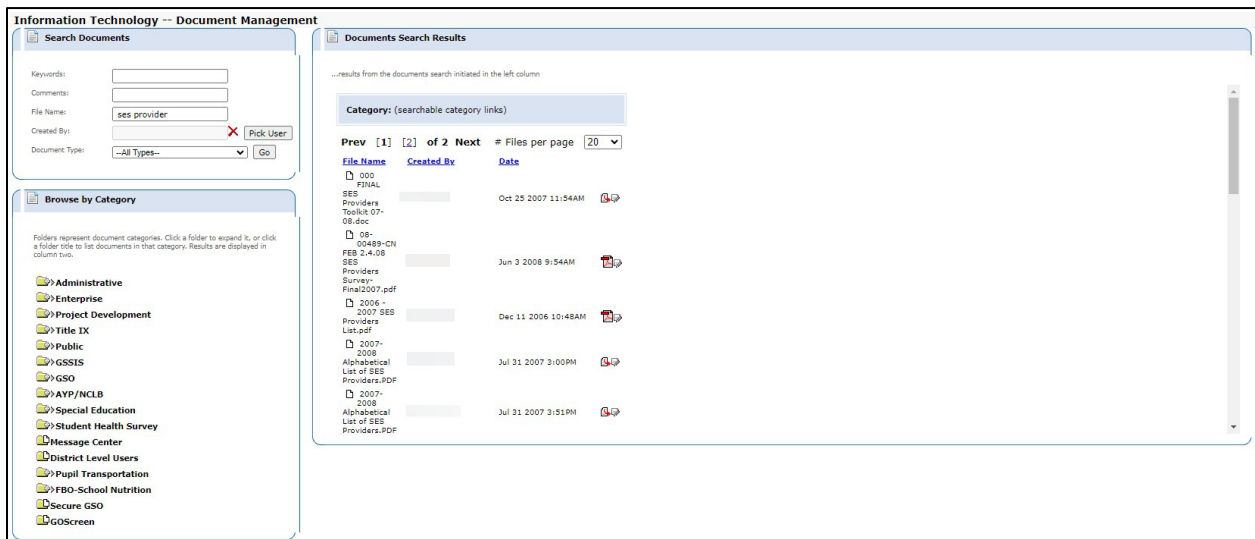 Information Technology -- Document Management
Search Documents
Keywords:
Comments:
File Name: ses provider
Created By: Pick User
Document Type: --All Types-- Go
Browse by Category
Folders represent document categories. Click a folder to expand it, or click
a folder title to list documents in that category. Results are displayed in
column two.
Administrative
Enterprise
Project Development
Title IX
Public
GSSIS
GSO
AYP/NCLB
Special Education
Student Health Survey
Message Center
District Level Users
Pupil Transportation
FBO-School Nutrition
Secure GSO
GOScreen
Documents Search Results
...results from the documents search initiated in the left column
Category: (searchable category links)
Prev [1] [2] of 2 Next # Files per page 20
File Name Created By Date
000
FINAL
SES
Providers
Toolkit 07-
08.doc
Oct 25 2007 11:54AM
08-
00489-CN
FEB 2.4.08
SES
Providers
Survey-
Final2007.pdf
Jun 3 2008 9:54AM
2006 -
2007 SES
Providers
List.pdf
Dec 11 2006 10:48AM
2007-
2008
Alphabetical
List of SES
Providers.PDF
Jul 31 2007 3:00PM
2007-
2008
Alphabetical
List of SES
Providers.PDF
Jul 31 2007 3:51PM